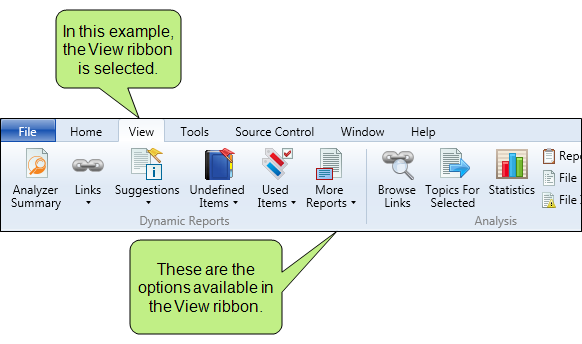 In this example,
the View ribbon
is selected.
File Home View Tools Source Control Window Help
Analyzer Summary
Links
Suggestions
Undefined Items
Used Items
More Reports
Browse Links
Topics For Selected
Statistics
Repo
File
File
Dynamic Reports
Analysis
These are the
options available in
the View ribbon.